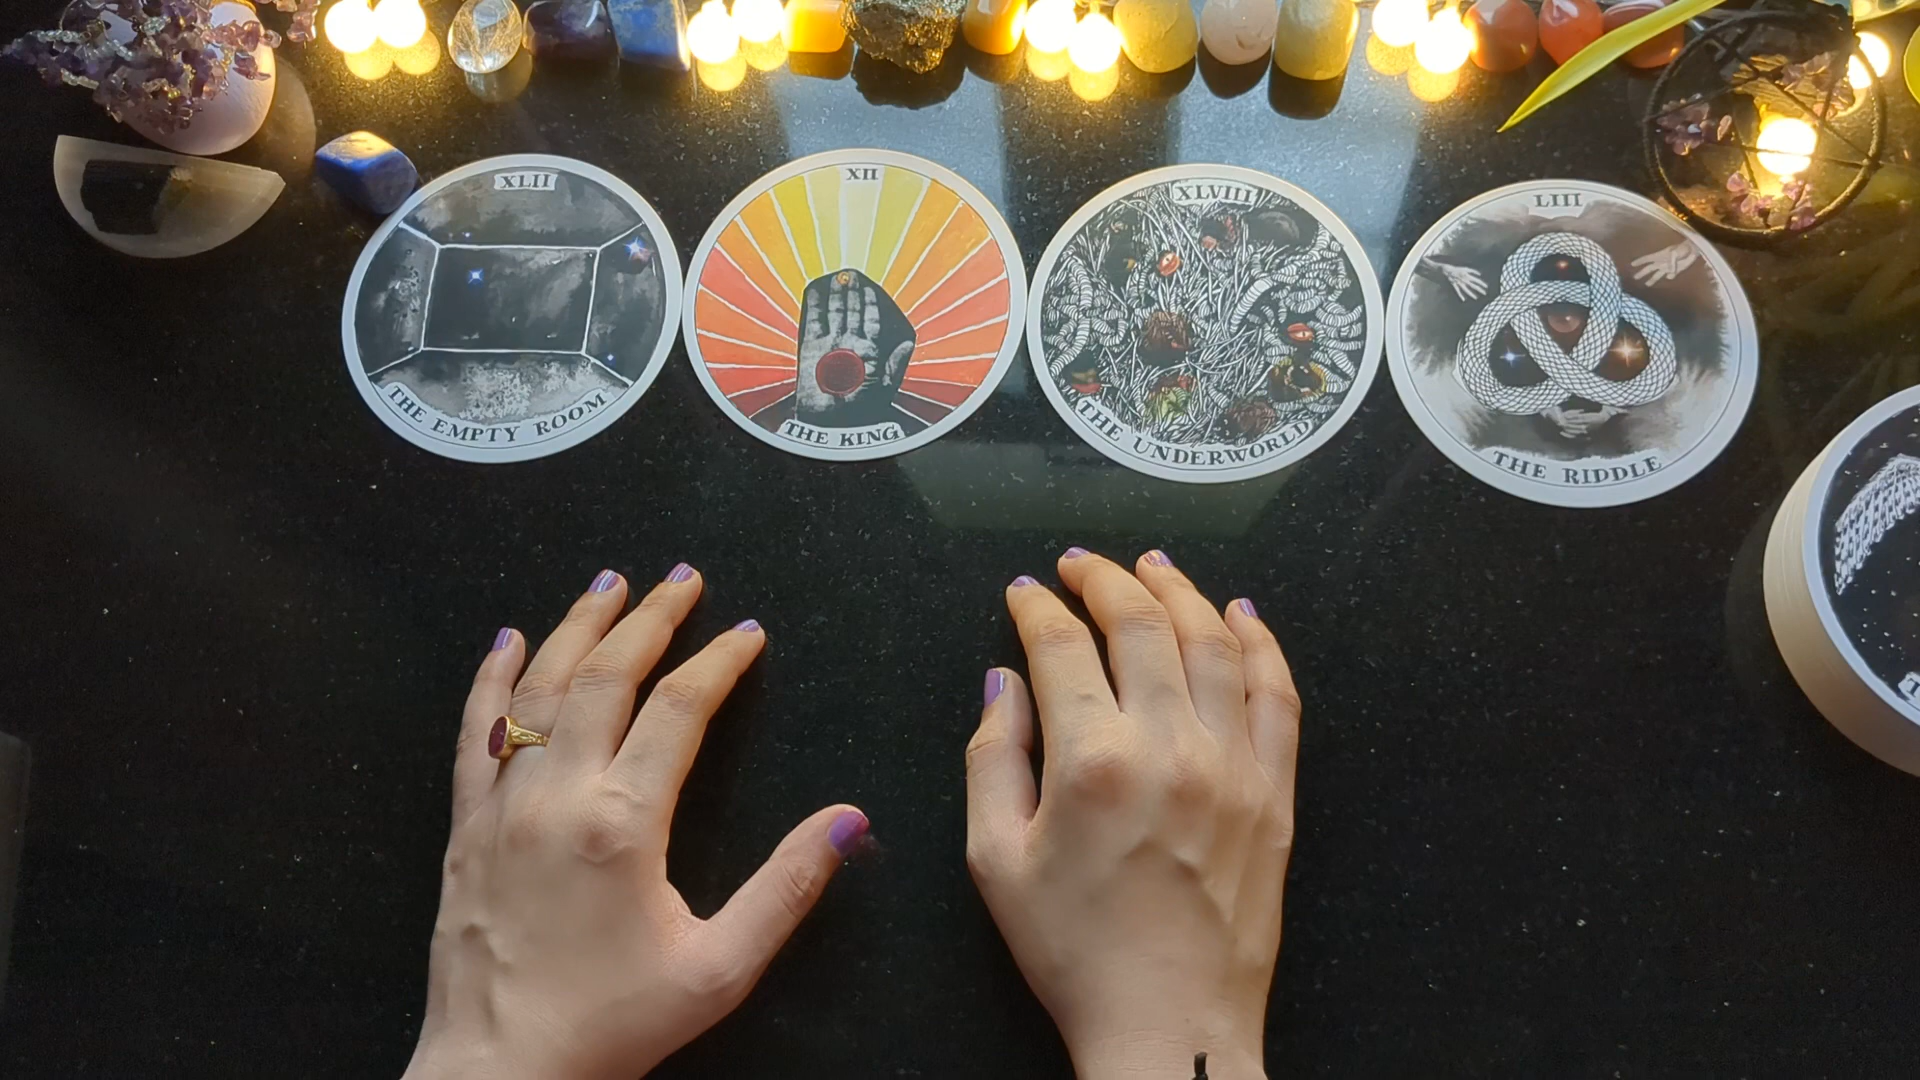 XLII
THE EMPTY ROOM
XII
THE KING
XLVIII
THE UNDERWORLD
LIII
THE RIDDLE